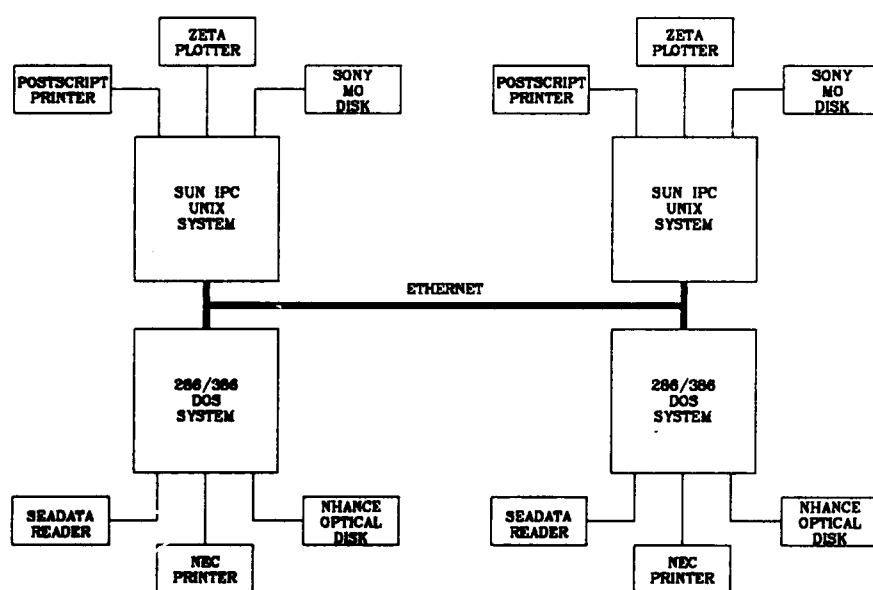 ZETA
PLOTTER
POSTSCRIPT
PRINTER
SONY
MO
DISK
SUN IPC
UNIX
SYSTEM
ZETA
PLOTTER
POSTSCRIPT
PRINTER
SONY
MO
DISK
SUN IPC
UNIX
SYSTEM
ETHERNET
286/386
DOS
SYSTEM
SEADATA
READER
NHANCE
OPTICAL
DISK
NEC
PRINTER
286/386
DOS
SYSTEM
SEADATA
READER
NHANCE
OPTICAL
DISK
NEC
PRINTER